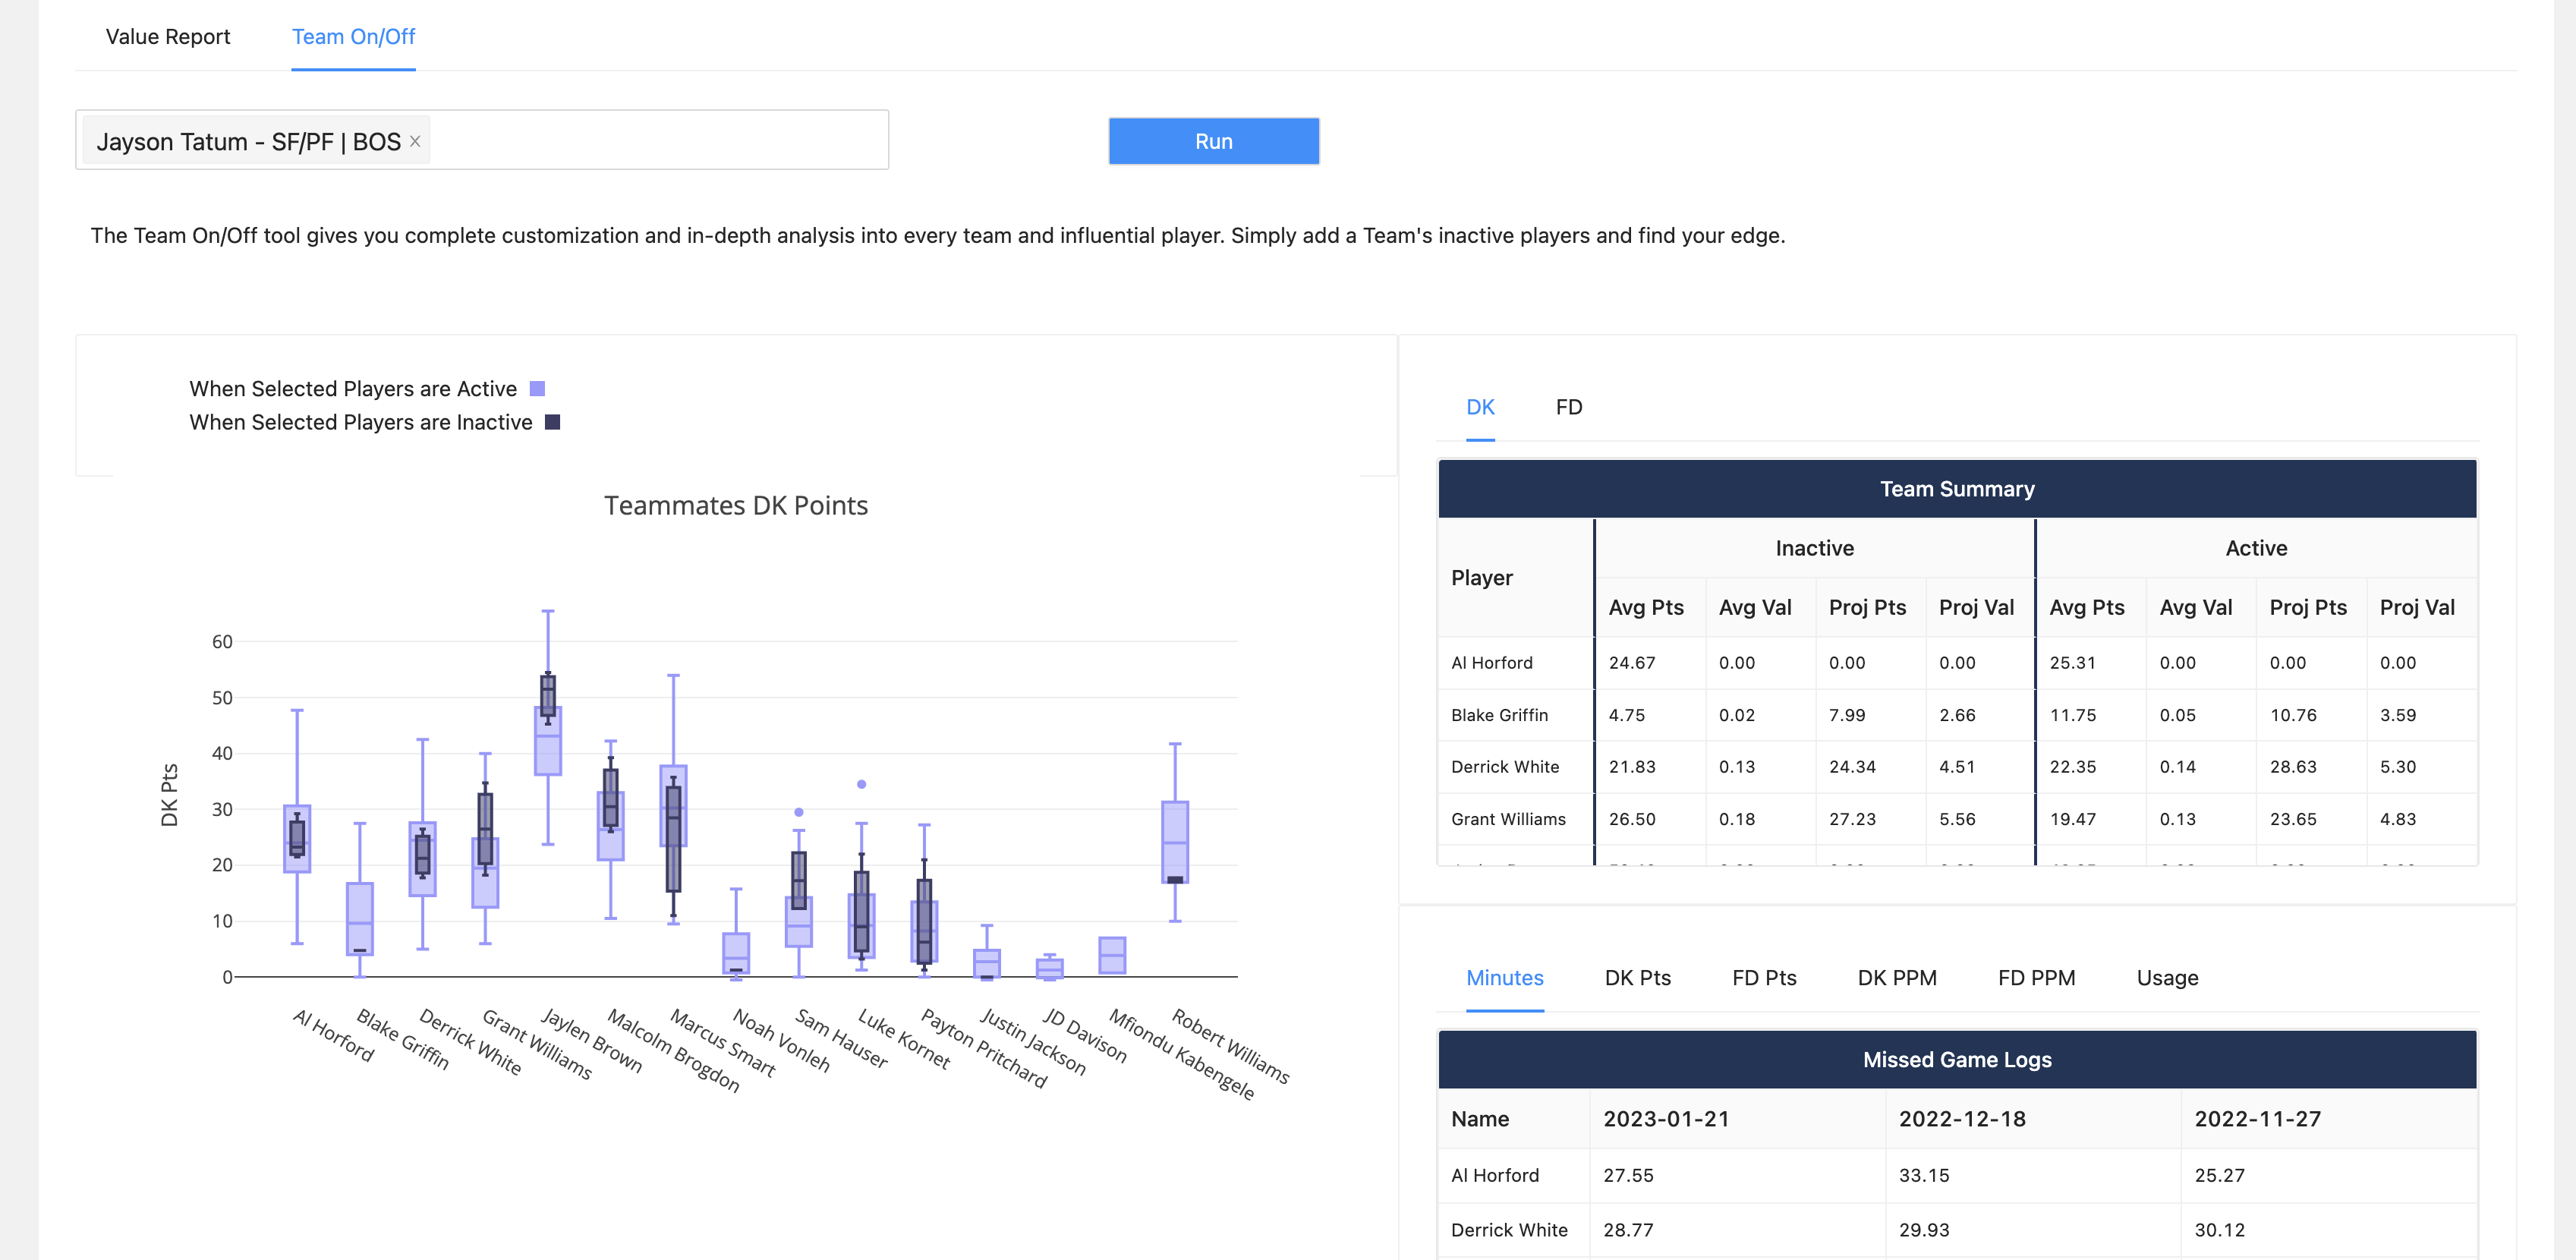 Value Report
Team On/Off
Jayson Tatum - SF/PF | BOS ×
Run
The Team On/Off tool gives you complete customization and in-depth analysis into every team and influential player. Simply add a Team's inactive players and find your edge.
When Selected Players are Active
When Selected Players are Inactive
Teammates DK Points
DK Pts
60
50
40
30
20
10
0
Al Horford
Blake Griffin
Derrick White
Grant Williams
Jaylen Brown
Malcolm Brogdon
Marcus Smart
Noah Vonleh
Sam Hauser
Luke Kornet
Payton Pritchard
Justin Jackson
JD Davison
Mfiondu Kabengele
Robert Williams
DK FD
Team Summary
Player Inactive Active
Avg Pts Avg Val Proj Pts Proj Val Avg Pts Avg Val Proj Pts Proj Val
Al Horford 24.67 0.00 0.00 0.00 25.31 0.00 0.00 0.00
Blake Griffin 4.75 0.02 7.99 2.66 11.75 0.05 10.76 3.59
Derrick White 21.83 0.13 24.34 4.51 22.35 0.14 28.63 5.30
Grant Williams 26.50 0.18 27.23 5.56 19.47 0.13 23.65 4.83
Minutes DK Pts FD Pts DK PPM FD PPM Usage
Missed Game Logs
Name 2023-01-21 2022-12-18 2022-11-27
Al Horford 27.55 33.15 25.27
Derrick White 28.77 29.93 30.12